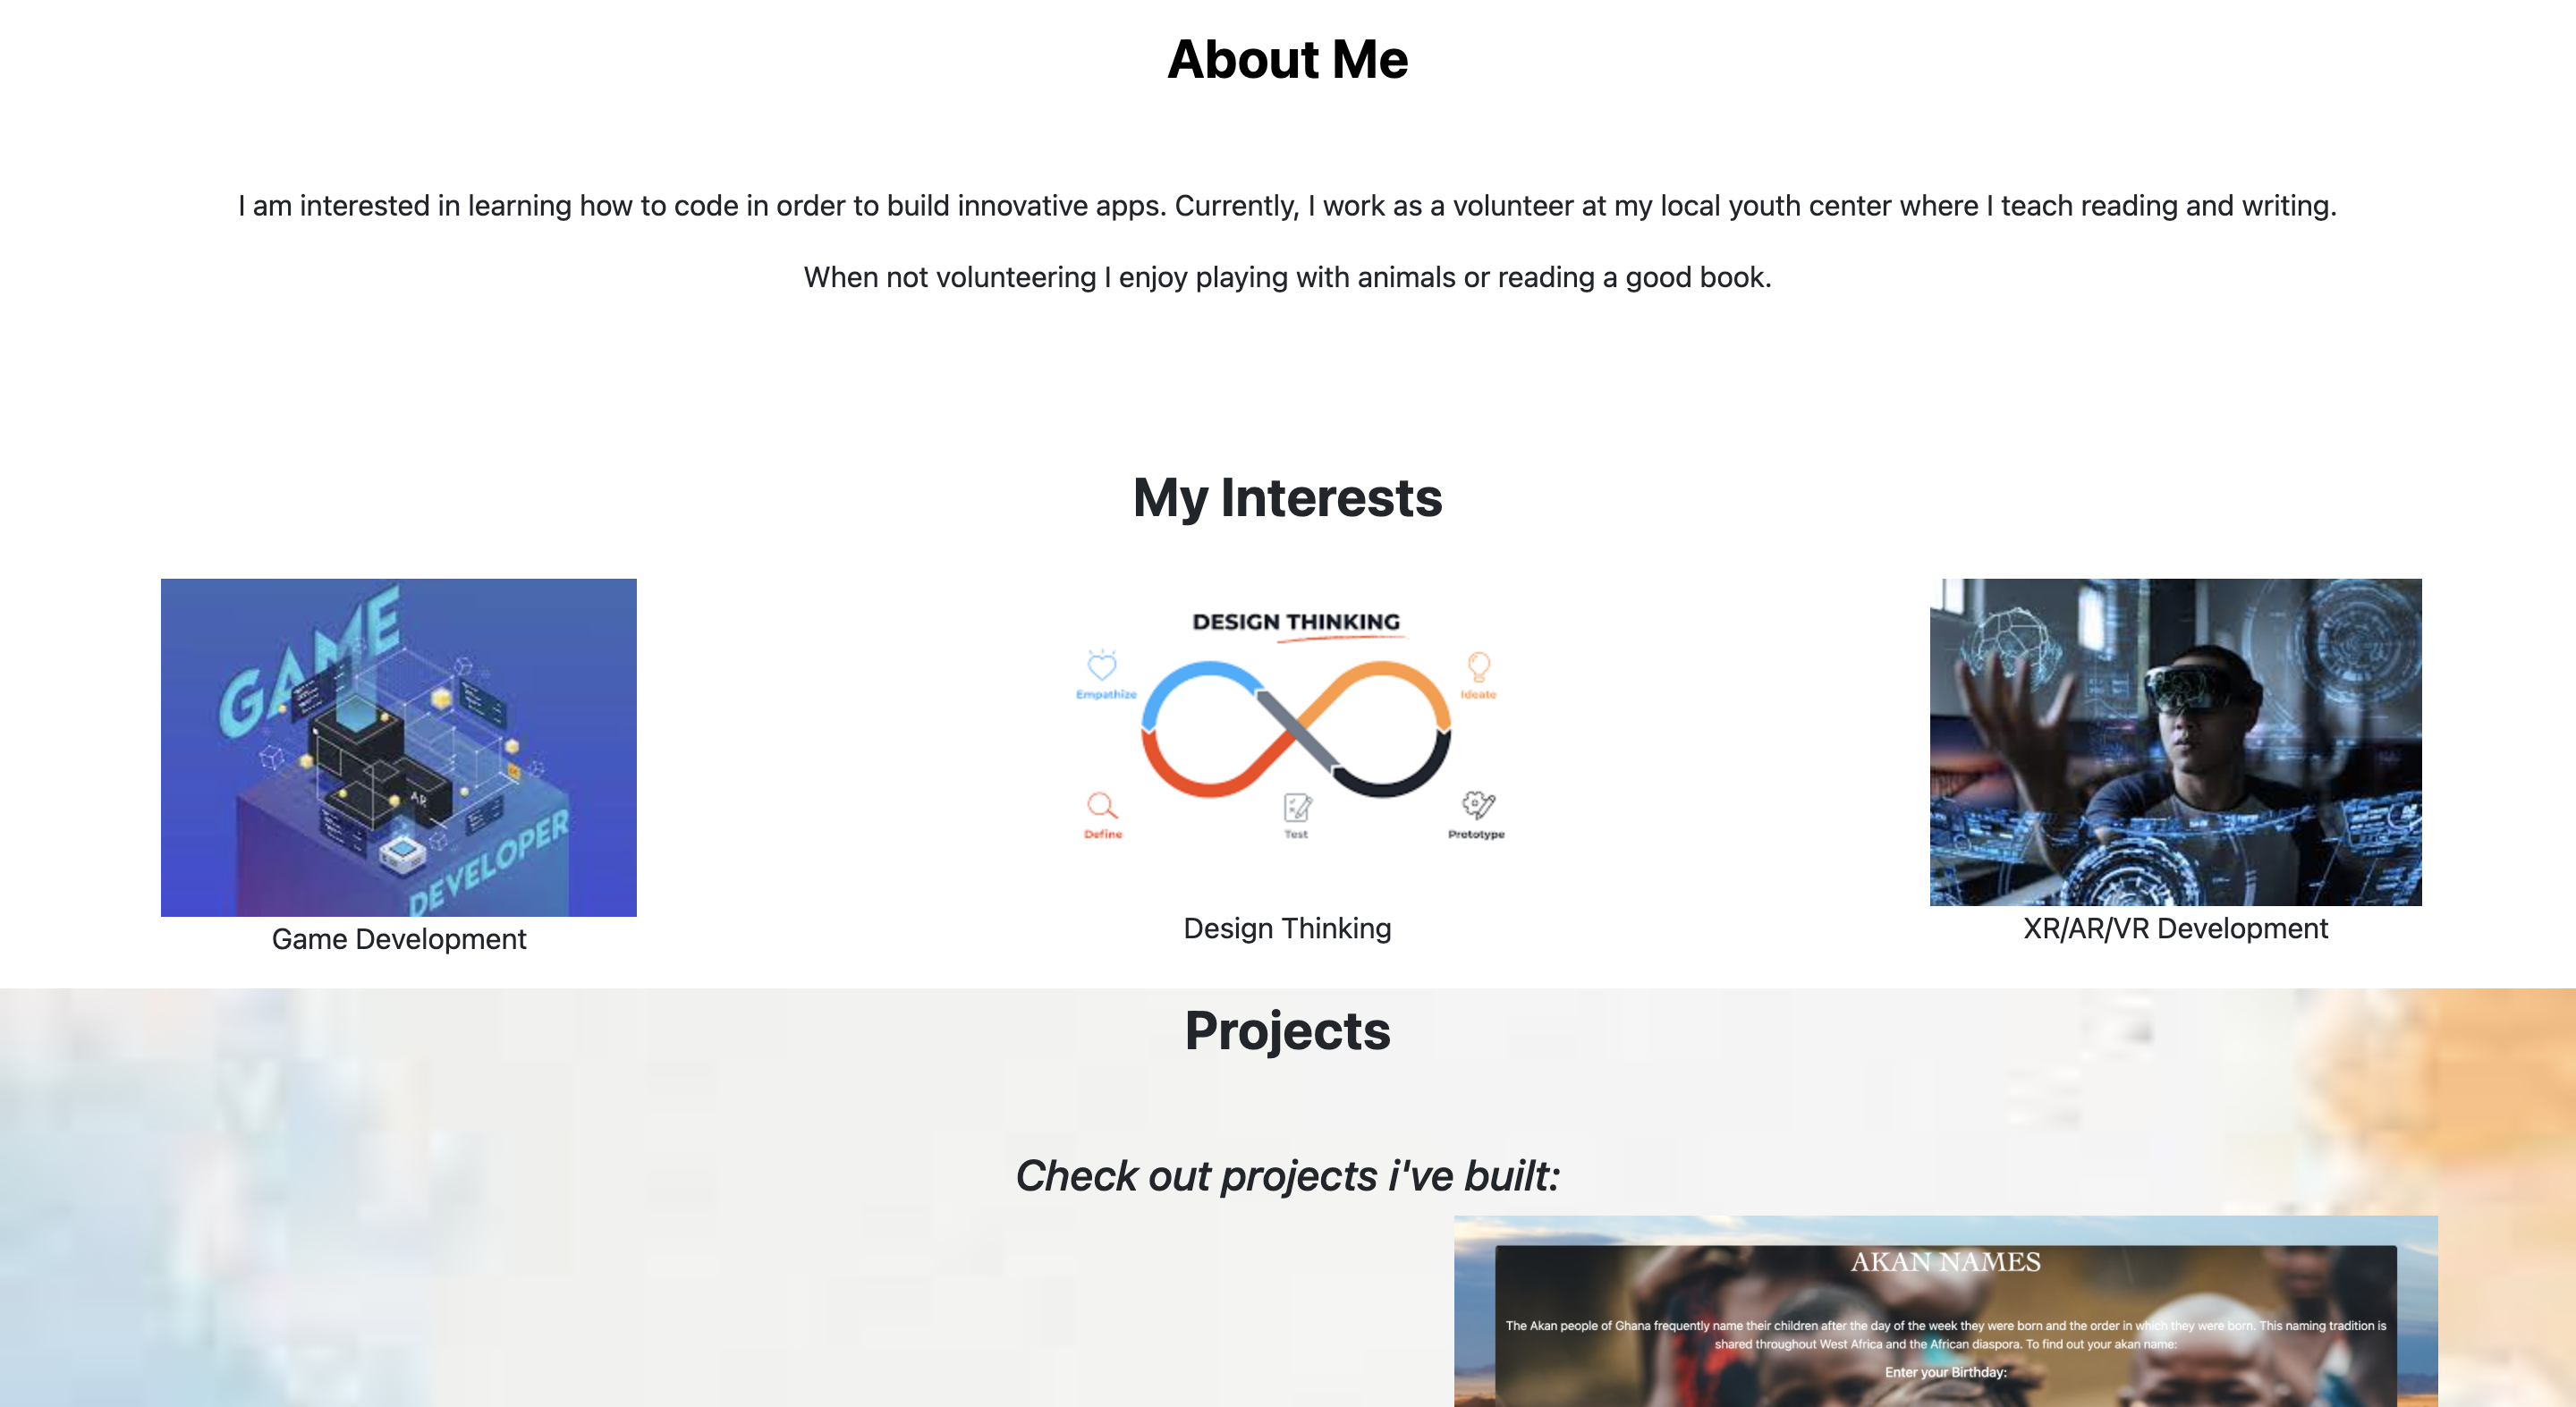 About Me
I am interested in learning how to code in order to build innovative apps. Currently, I work as a volunteer at my local youth center where I teach reading and writing.
When not volunteering I enjoy playing with animals or reading a good book.
My Interests
GAME
AR
DEVELOPER
Game Development
DESIGN THINKING
Empathize
Ideate
Define
Test
Prototype
Design Thinking
XR/AR/VR Development
Projects
Check out projects i've built:
AKAN NAMES
The Akan people of Ghana frequently name their children after the day of the week they were born and the order in which they were born. This naming tradition is
shared throughout West Africa and the African diaspora. To find out your akan name:
Enter your Birthday: